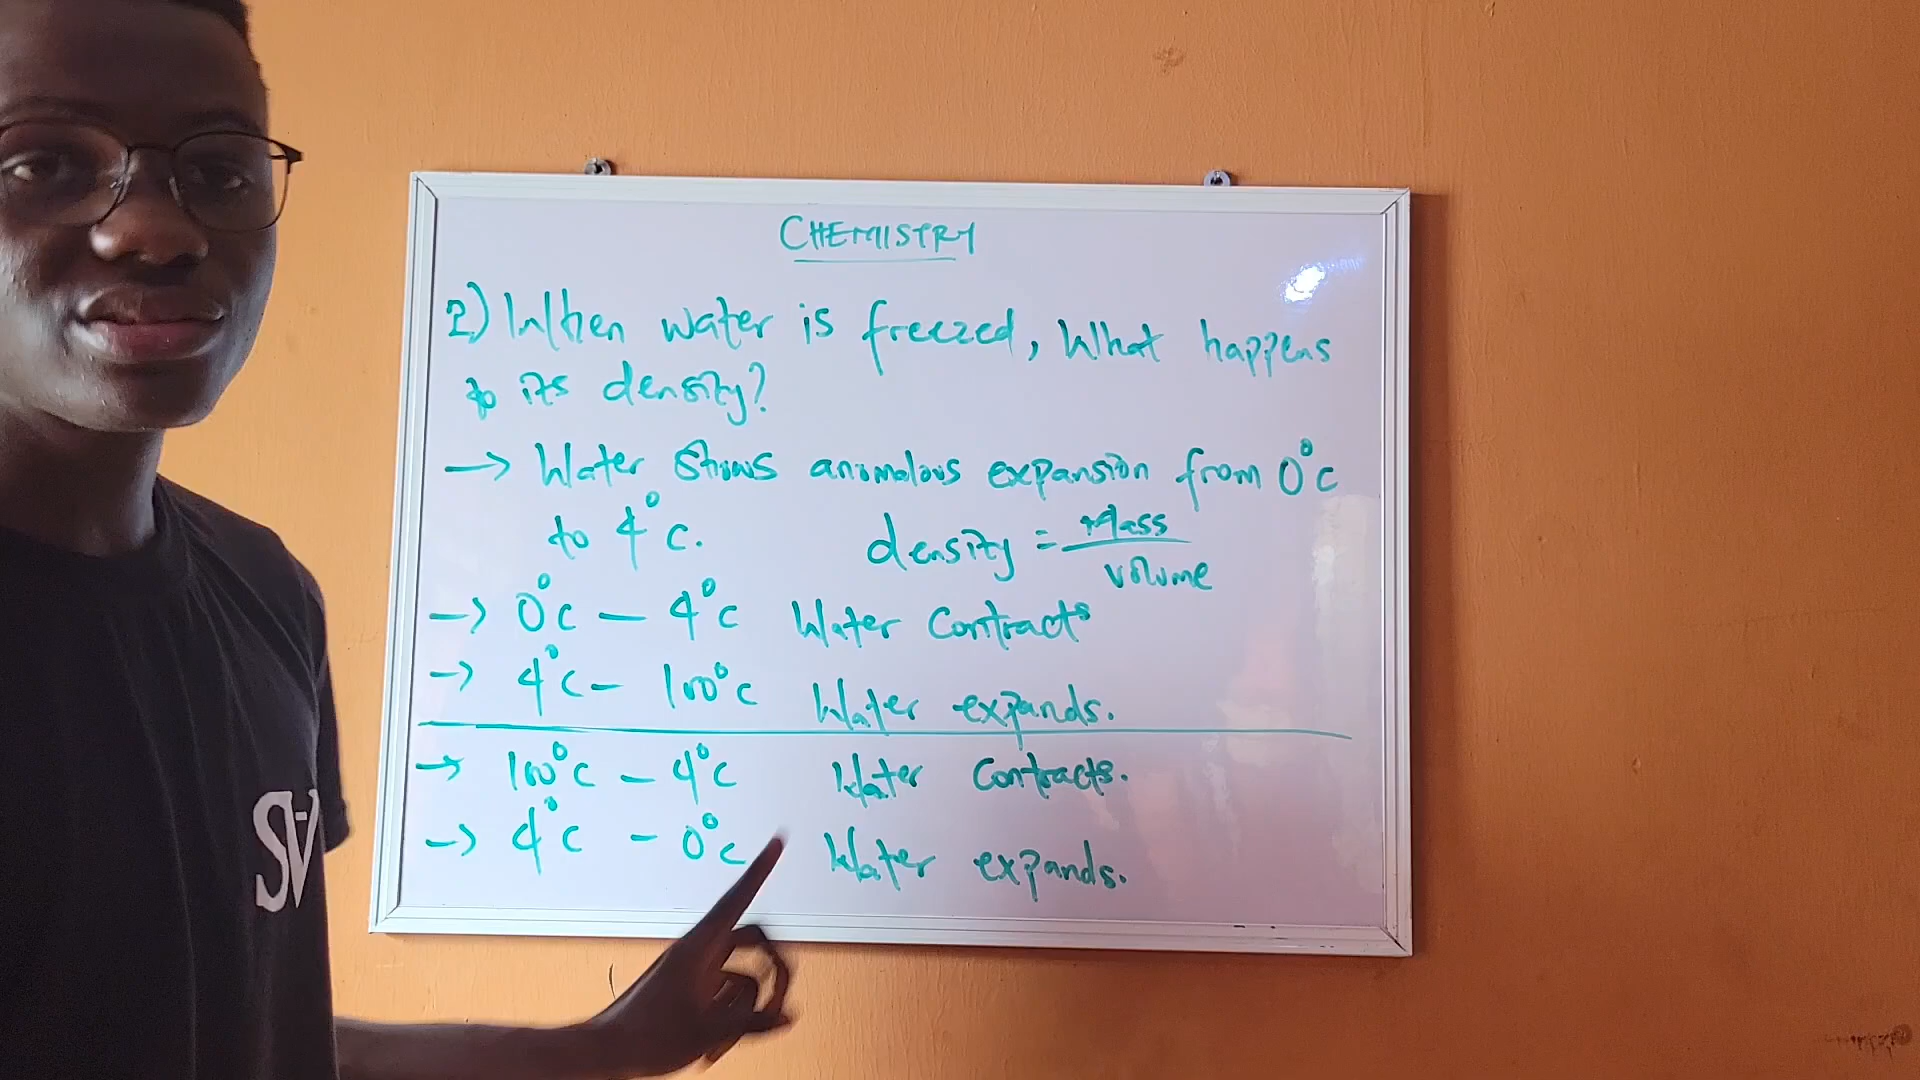 CHEMISTRY
2) When water is freezed, What happens
to its density?
→ Water shows anomalous expansion from 0°C
to 4°C. density = Mass / volume
→ 0°C – 4°C Water Contracts
→ 4°C – 100°C Water expands.
→ 100°C – 4°C Water Contracts.
→ 4°C – 0°C Water expands.